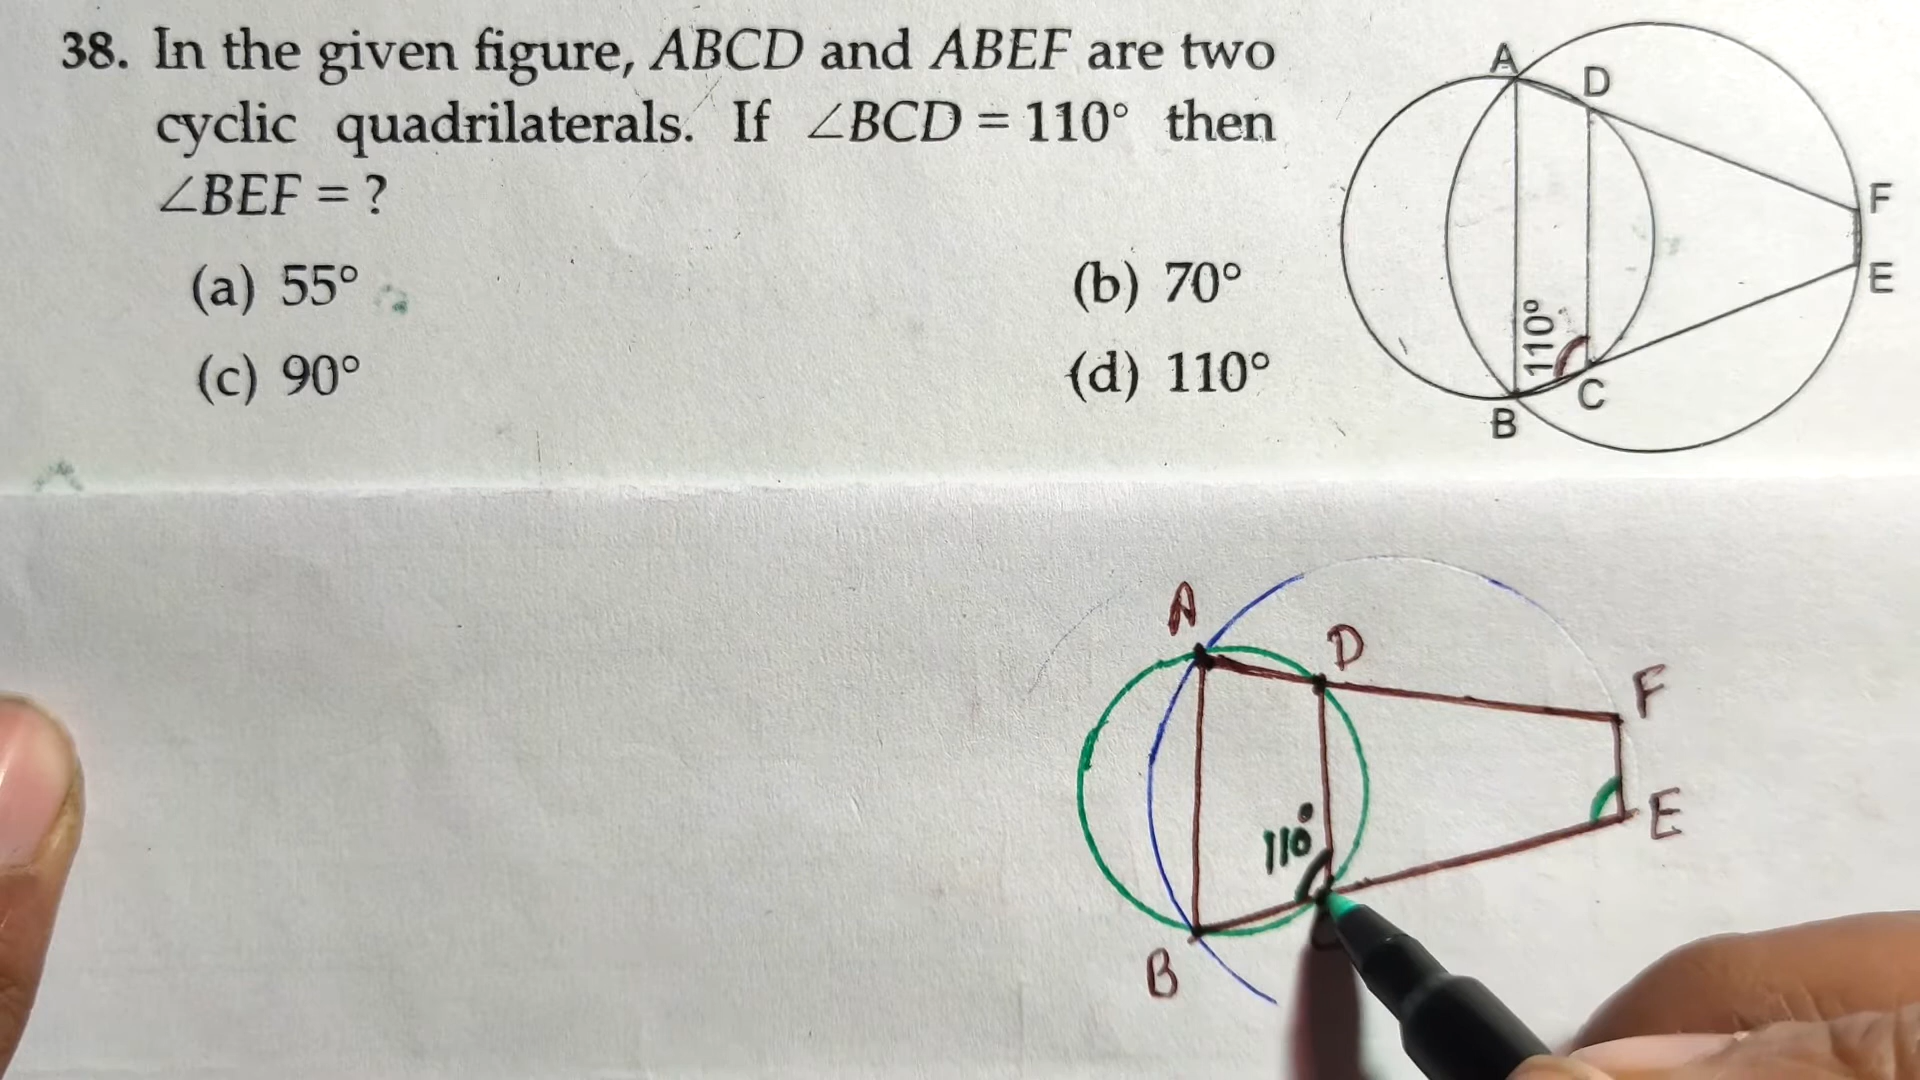 38. In the given figure, ABCD and ABEF are two
cyclic quadrilaterals. If ∠BCD = 110° then
∠BEF = ?
(a) 55°
(b) 70°
(c) 90°
(d) 110°
A
D
F
E
110°
C
B
A
D
F
E
110°
B